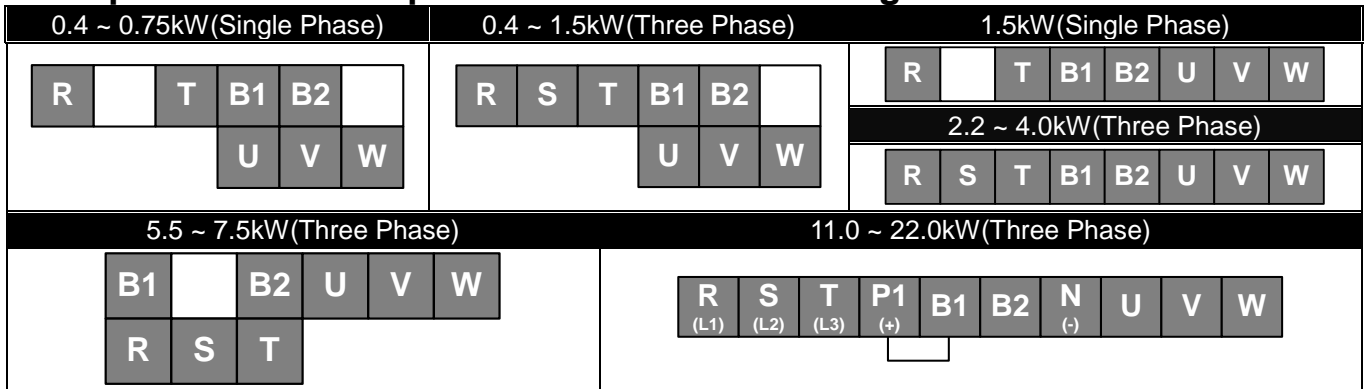 0.4 ~ 0.75kW(Single Phase)
R T B1 B2
U V W
0.4 ~ 1.5kW(Three Phase)
R S T B1 B2
U V W
1.5kW(Single Phase)
R T B1 B2 U V W
2.2 ~ 4.0kW(Three Phase)
R S T B1 B2 U V W
5.5 ~ 7.5kW(Three Phase)
B1 B2 U V W
R S T
11.0 ~ 22.0kW(Three Phase)
R S T P1 B1 B2 N U V W
(L1) (L2) (L3) (+) (-)